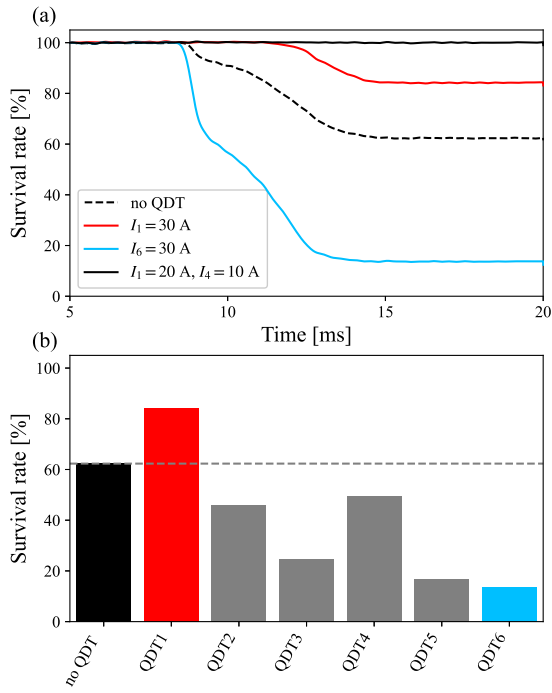 (a)
100
80
60
40
20
0
Survival rate [%]
no QDT
I₁ = 30 A
I₆ = 30 A
I₁ = 20 A, I₄ = 10 A
5
10
15
20
Time [ms]
(b)
100
80
60
40
20
0
Survival rate [%]
no QDT
QDT1
QDT2
QDT3
QDT4
QDT5
QDT6